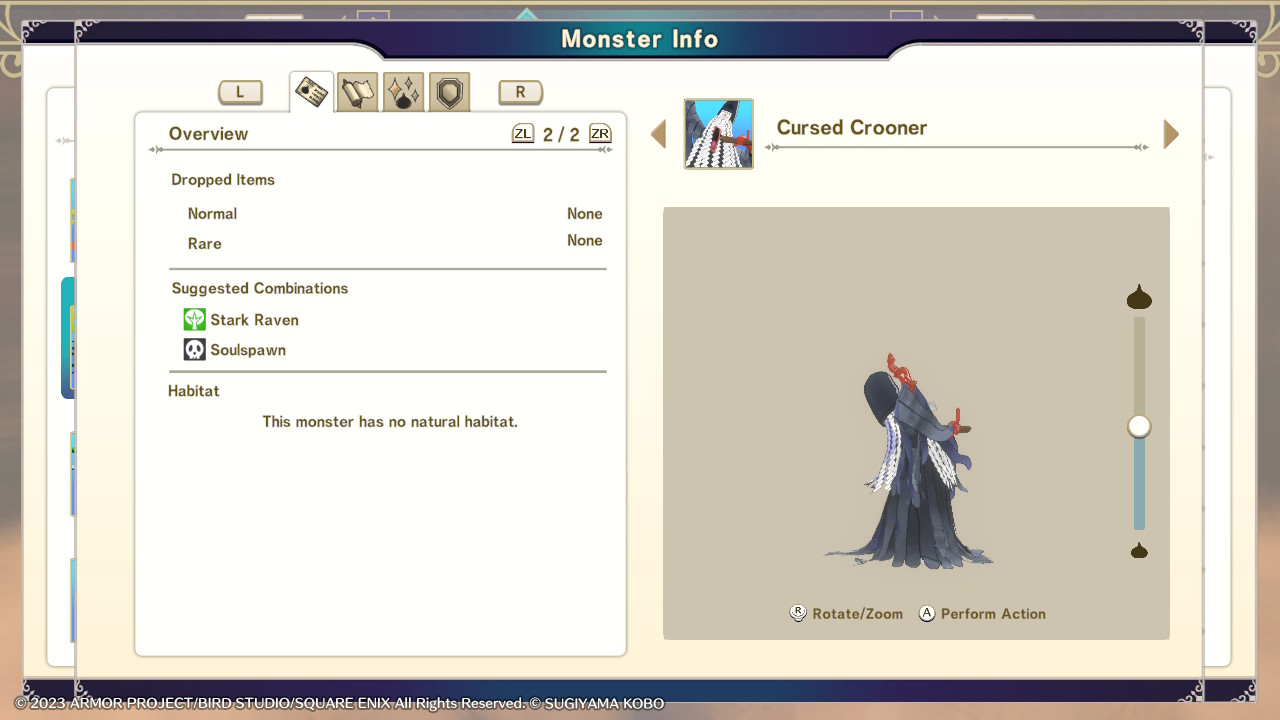 Monster Info
L
R
Overview
ZL 2 / 2 ZR
Cursed Crooner
Dropped Items
Normal None
Rare None
Suggested Combinations
Stark Raven
Soulspawn
Habitat
This monster has no natural habitat.
R Rotate/Zoom A Perform Action
© 2023 ARMOR PROJECT/BIRD STUDIO/SQUARE ENIX All Rights Reserved. © SUGIYAMA KOBO